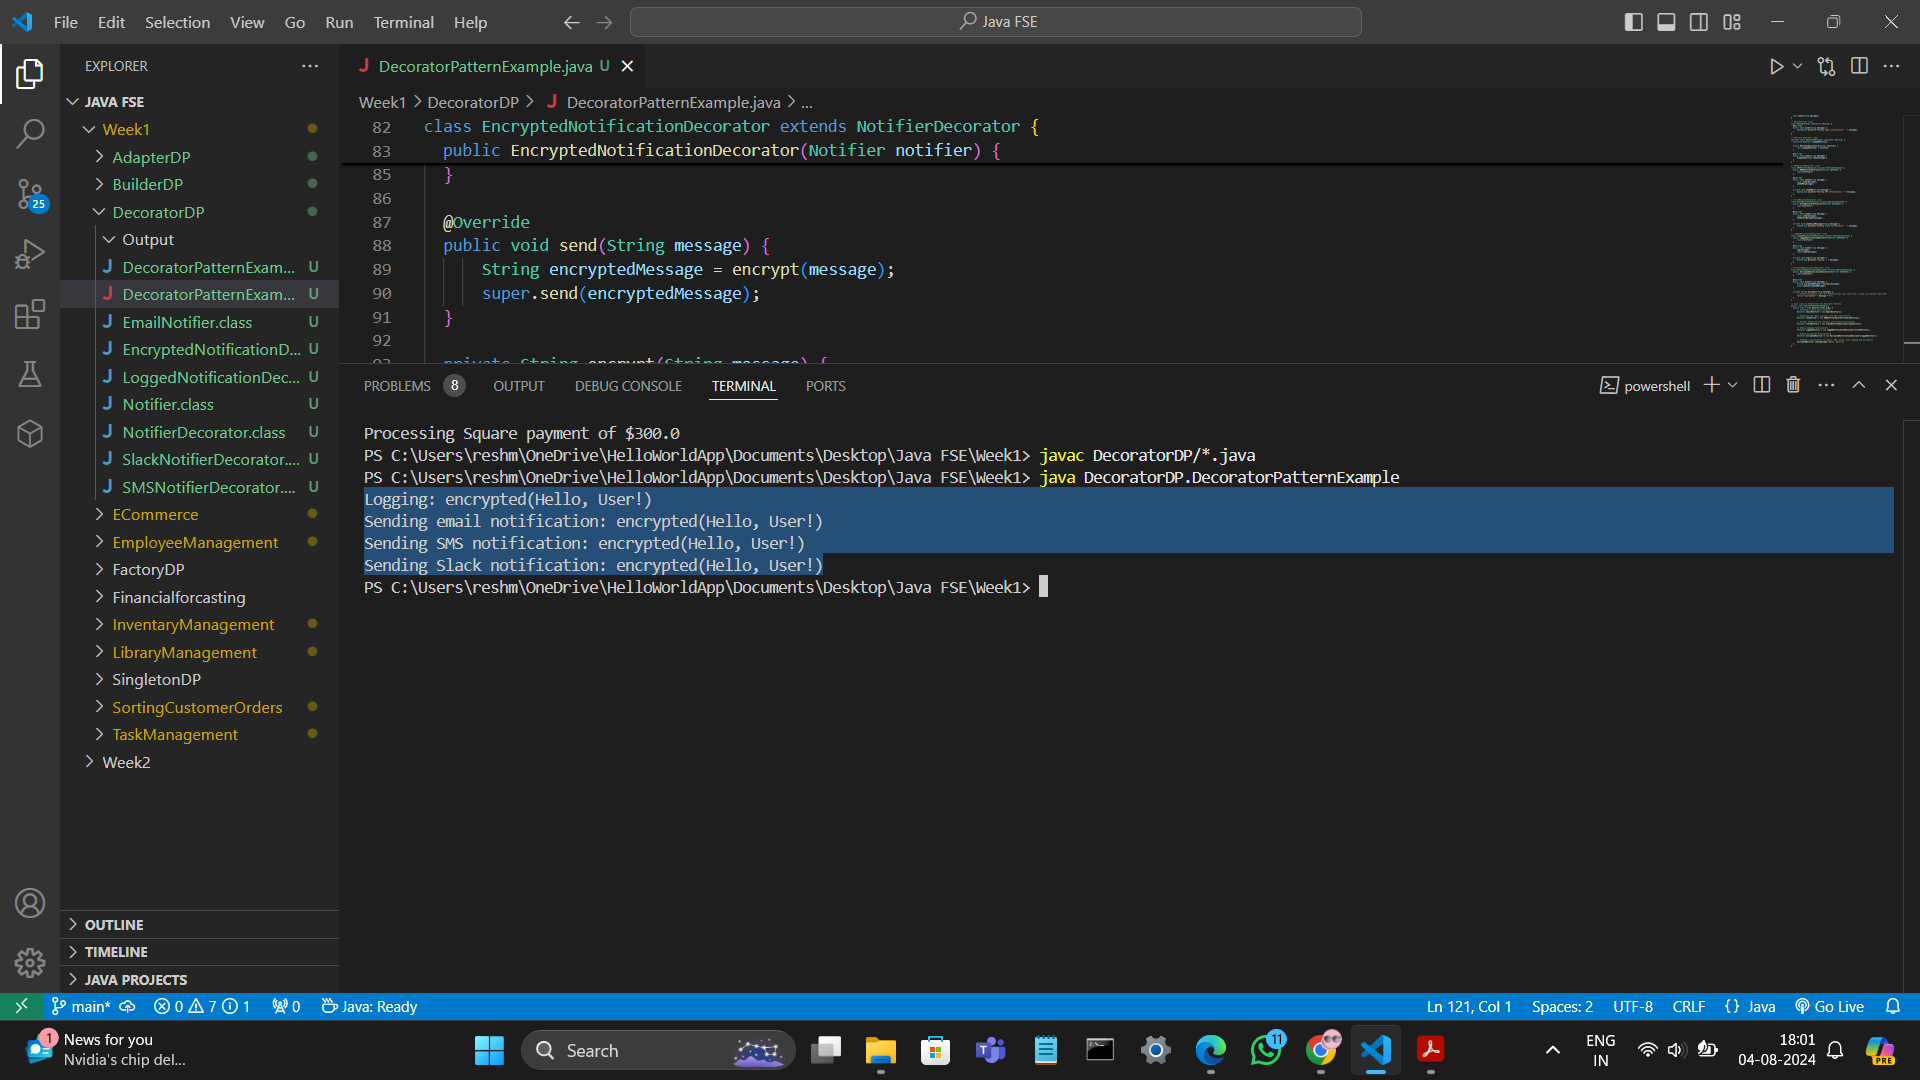 File Edit Selection View Go Run Terminal Help
Java FSE
EXPLORER
JAVA FSE
Week1
AdapterDP
BuilderDP
DecoratorDP
Output
DecoratorPatternExam... U
DecoratorPatternExam... U
EmailNotifier.class U
EncryptedNotificationD... U
LoggedNotificationDec... U
Notifier.class U
NotifierDecorator.class U
SlackNotifierDecorator.... U
SMSNotifierDecorator.... U
ECommerce
EmployeeManagement
FactoryDP
Financialforcasting
InventaryManagement
LibraryManagement
SingletonDP
SortingCustomerOrders
TaskManagement
Week2
OUTLINE
TIMELINE
JAVA PROJECTS
25
J DecoratorPatternExample.java U
Week1 > DecoratorDP > J DecoratorPatternExample.java > ...
82 class EncryptedNotificationDecorator extends NotifierDecorator {
83 public EncryptedNotificationDecorator(Notifier notifier) {
85 }
86
87 @Override
88 public void send(String message) {
89 String encryptedMessage = encrypt(message);
90 super.send(encryptedMessage);
91 }
92
93 private String encrypt(String message) {
PROBLEMS 8 OUTPUT DEBUG CONSOLE TERMINAL PORTS
powershell
Processing Square payment of $300.0
PS C:\Users\reshm\OneDrive\HelloWorldApp\Documents\Desktop\Java FSE\Week1> javac DecoratorDP/*.java
PS C:\Users\reshm\OneDrive\HelloWorldApp\Documents\Desktop\Java FSE\Week1> java DecoratorDP.DecoratorPatternExample
Logging: encrypted(Hello, User!)
Sending email notification: encrypted(Hello, User!)
Sending SMS notification: encrypted(Hello, User!)
Sending Slack notification: encrypted(Hello, User!)
PS C:\Users\reshm\OneDrive\HelloWorldApp\Documents\Desktop\Java FSE\Week1>
main* 0 7 1 0 Java: Ready
Ln 121, Col 1 Spaces: 2 UTF-8 CRLF {} Java Go Live
1
News for you
Nvidia's chip del...
Search
11
PRE
ENG
IN
18:01
04-08-2024